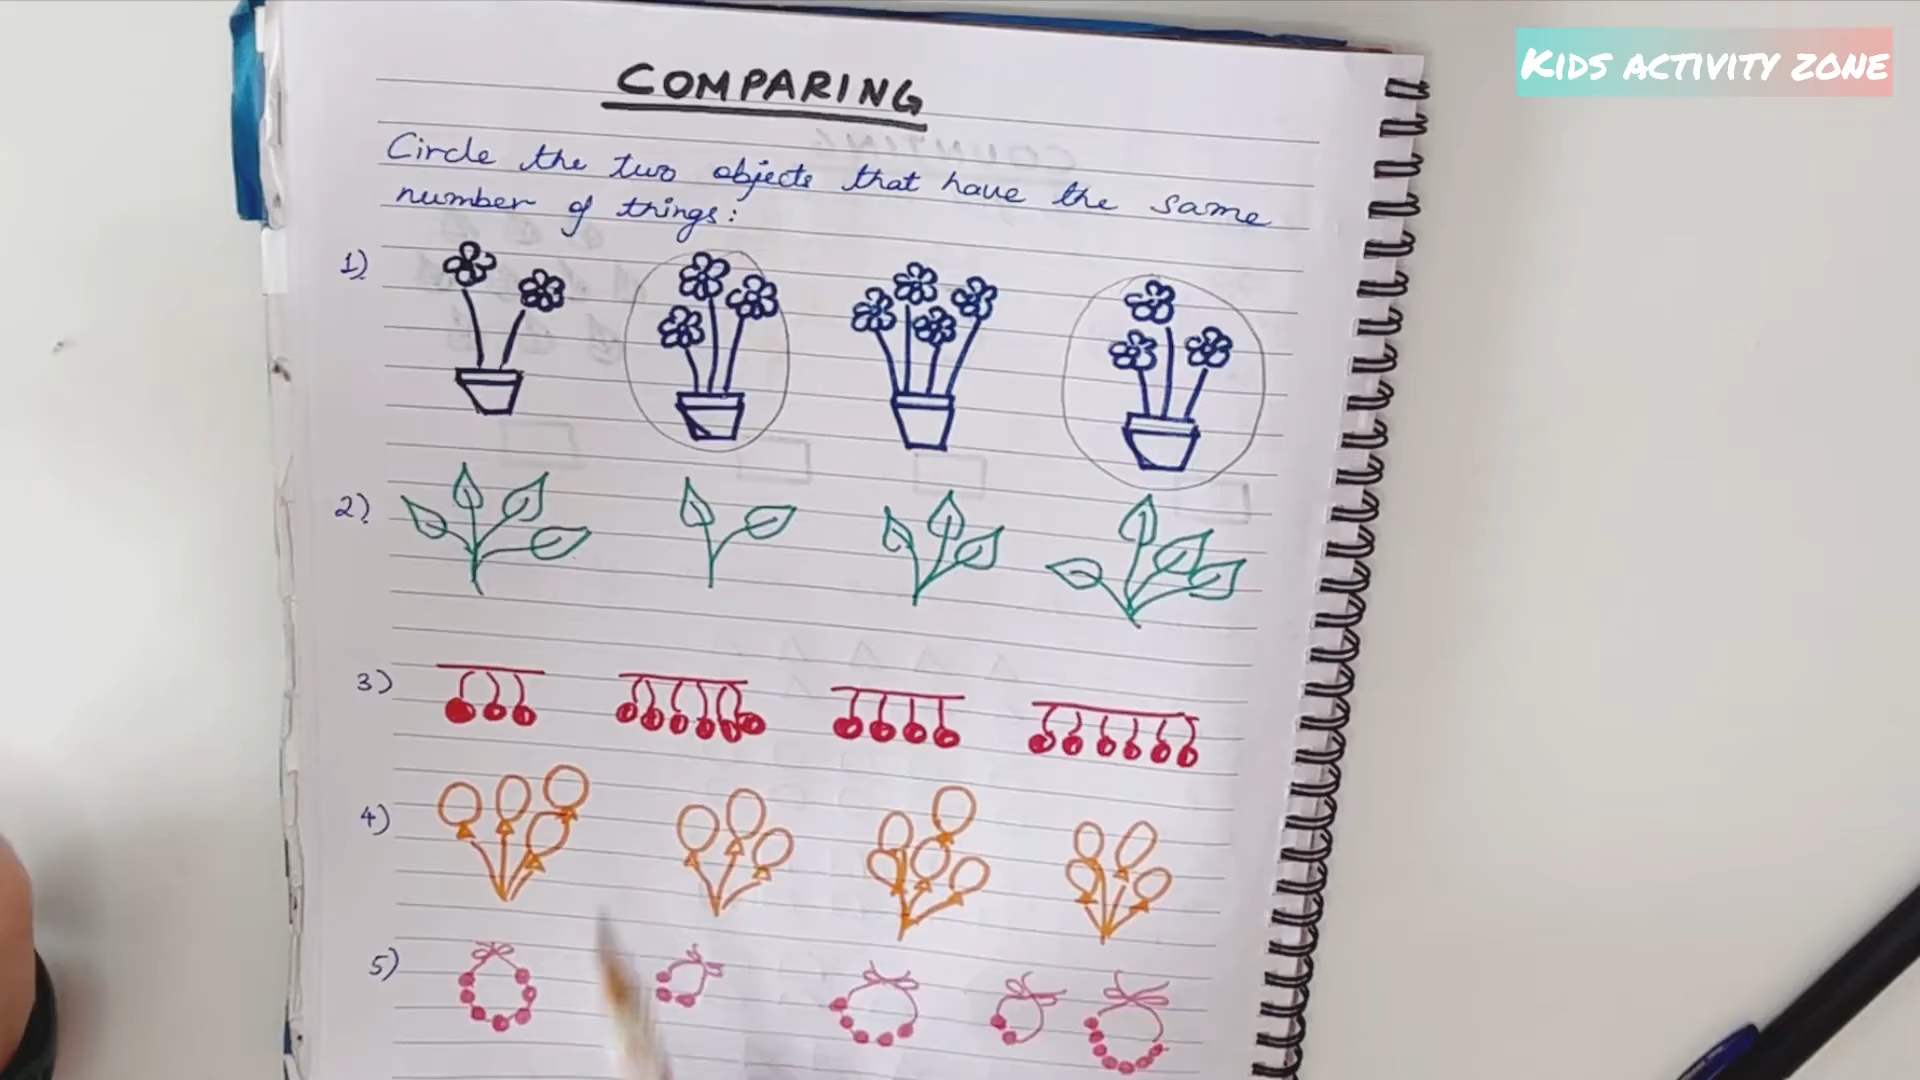 KIDS ACTIVITY ZONE
COMPARING
Circle the two objects that have the same
number of things:
1)
2)
3)
4)
5)